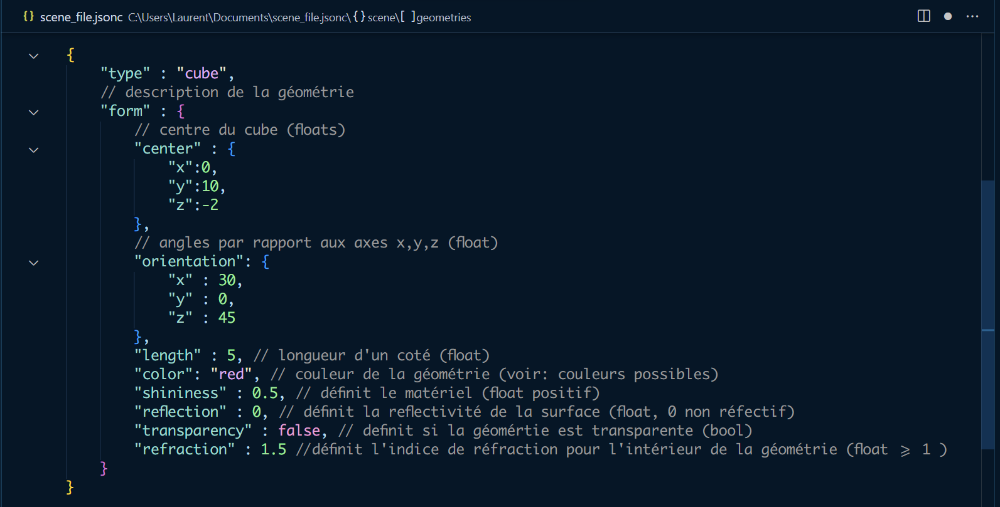 {} scene_file.jsonc C:\Users\Laurent\Documents\scene_file.jsonc\{}scene\[ ]geometries
{
"type" : "cube",
// description de la géométrie
"form" : {
// centre du cube (floats)
"center" : {
"x":0,
"y":10,
"z":-2
},
// angles par rapport aux axes x,y,z (float)
"orientation": {
"x" : 30,
"y" : 0,
"z" : 45
},
"length" : 5, // longueur d'un coté (float)
"color": "red", // couleur de la géométrie (voir: couleurs possibles)
"shininess" : 0.5, // définit le matériel (float positif)
"reflection" : 0, // définit la reflectivité de la surface (float, 0 non réfectif)
"transparency" : false, // definit si la géomértie est transparente (bool)
"refraction" : 1.5 //définit l'indice de réfraction pour l'intérieur de la géométrie (float ⩾ 1 )
}
}